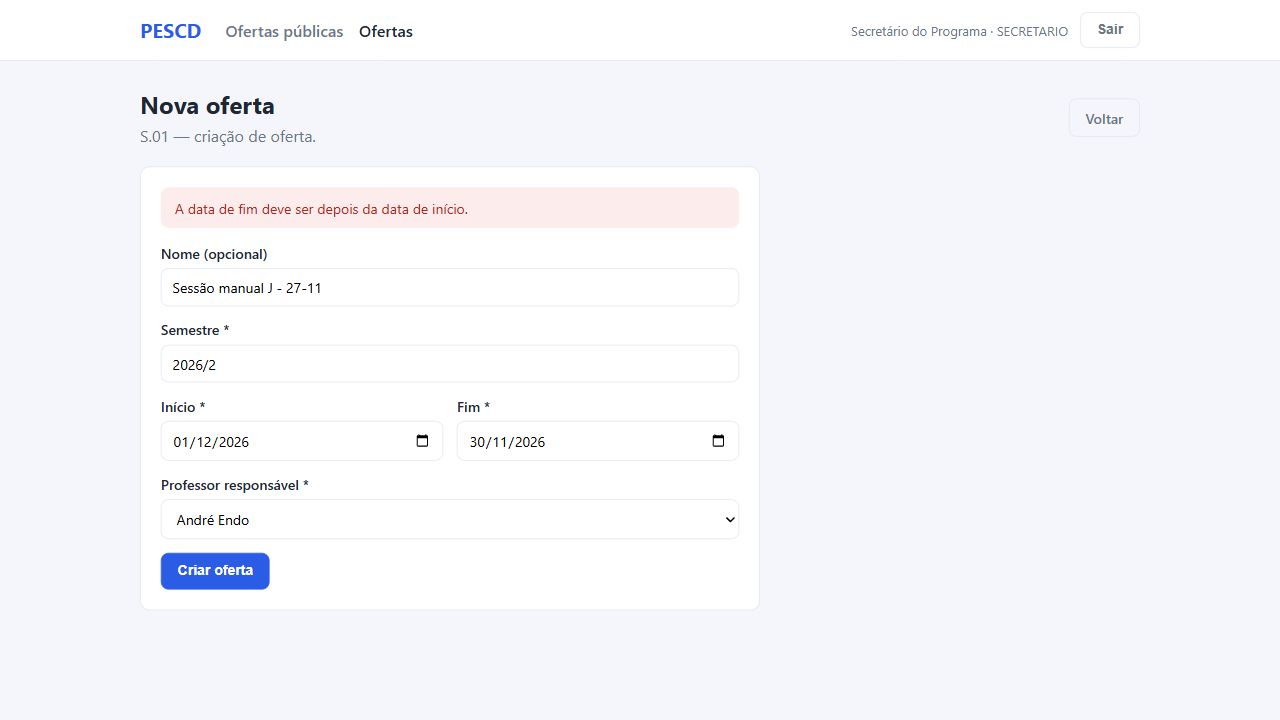 PESCD Ofertas públicas Ofertas Secretário do Programa · SECRETARIO Sair
Nova oferta
S.01 — criação de oferta.
Voltar
A data de fim deve ser depois da data de início.
Nome (opcional)
Sessão manual J - 27-11
Semestre *
2026/2
Início * Fim *
01/12/2026 30/11/2026
Professor responsável *
André Endo
Criar oferta